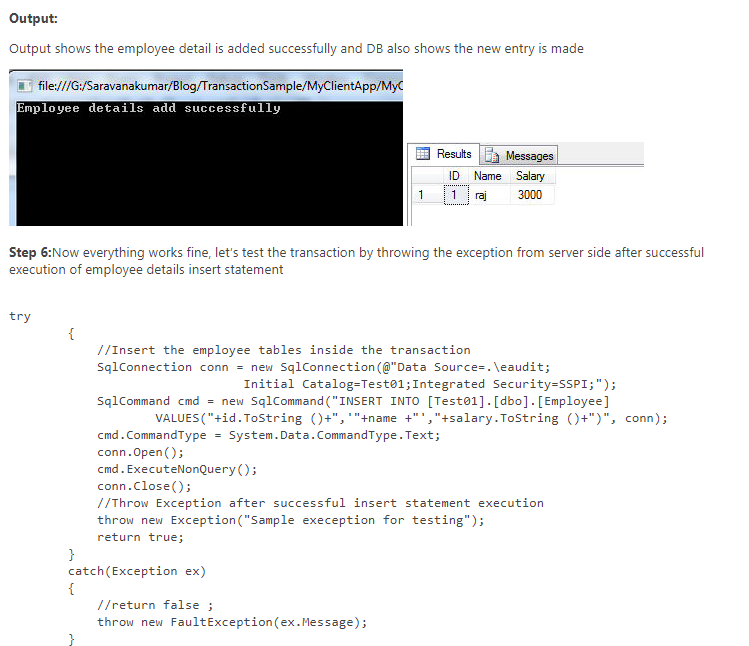 Output:
Output shows the employee detail is added successfully and DB also shows the new entry is made
file:///G:/Saravanakumar/Blog/TransactionSample/MyClientApp/MyC
Employee details add successfully
Results Messages
ID Name Salary
1 1 raj 3000
Step 6:Now everything works fine, let's test the transaction by throwing the exception from server side after successful
execution of employee details insert statement
try
{
//Insert the employee tables inside the transaction
SqlConnection conn = new SqlConnection(@"Data Source=.\eaudit;
Initial Catalog=Test01;Integrated Security=SSPI;");
SqlCommand cmd = new SqlCommand("INSERT INTO [Test01].[dbo].[Employee]
VALUES("+id.ToString ()+",'"+name +"',"+salary.ToString ()+")", conn);
cmd.CommandType = System.Data.CommandType.Text;
conn.Open();
cmd.ExecuteNonQuery();
conn.Close();
//Throw Exception after successful insert statement execution
throw new Exception("Sample exeception for testing");
return true;
}
catch(Exception ex)
{
//return false ;
throw new FaultException(ex.Message);
}